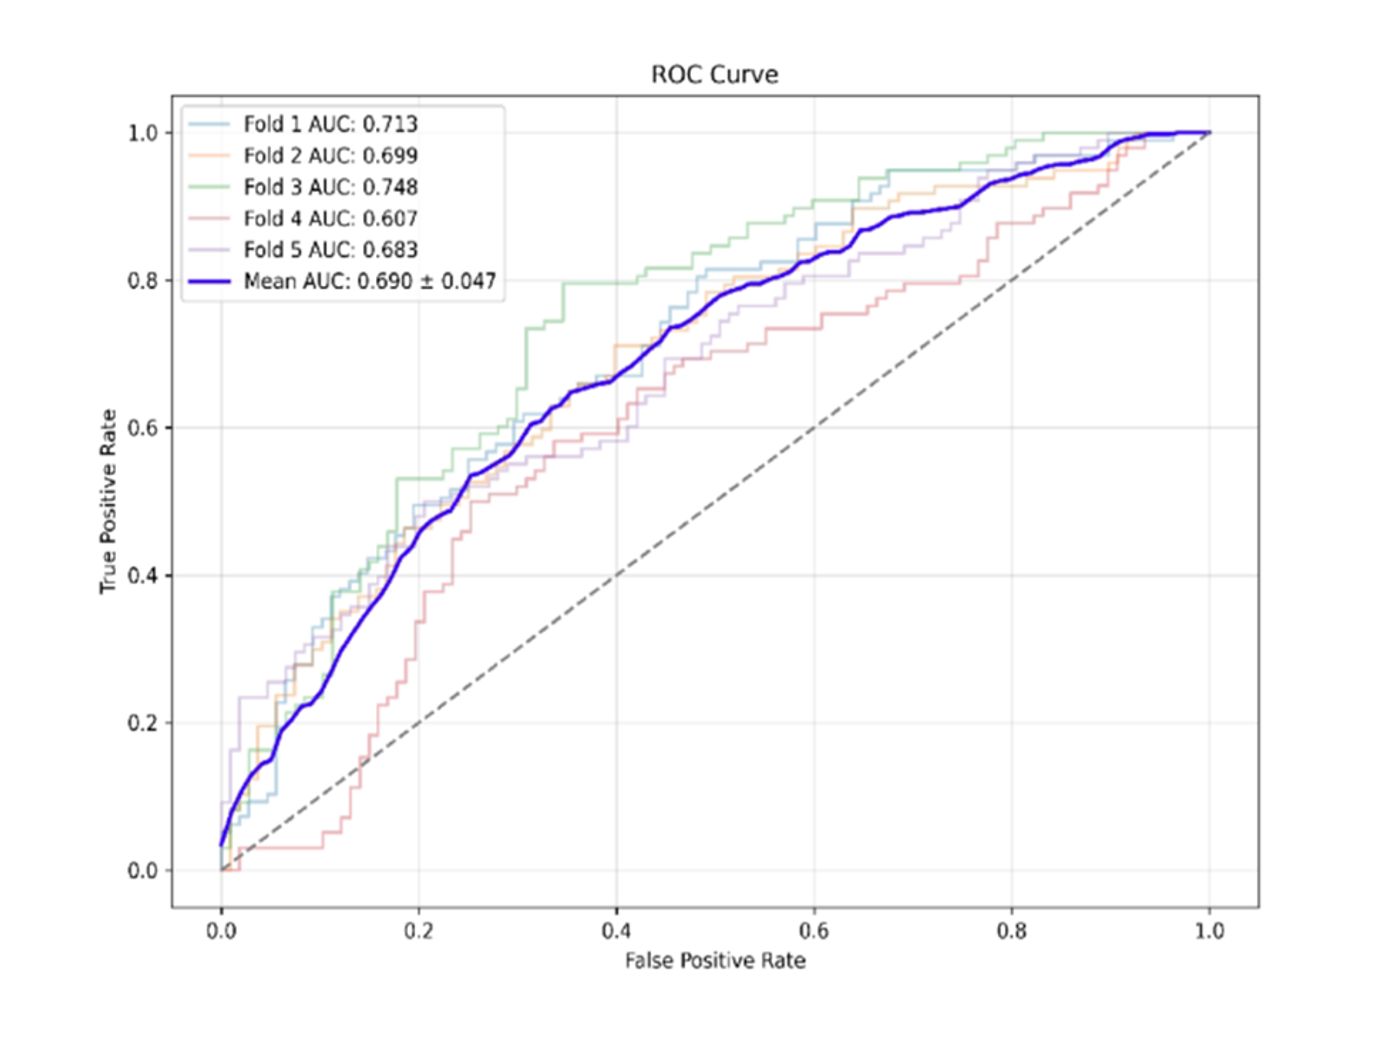 ROC Curve
Fold 1 AUC: 0.713
Fold 2 AUC: 0.699
Fold 3 AUC: 0.748
Fold 4 AUC: 0.607
Fold 5 AUC: 0.683
Mean AUC: 0.690 ± 0.047
1.0
0.8
0.6
0.4
0.2
0.0
True Positive Rate
0.0 0.2 0.4 0.6 0.8 1.0
False Positive Rate